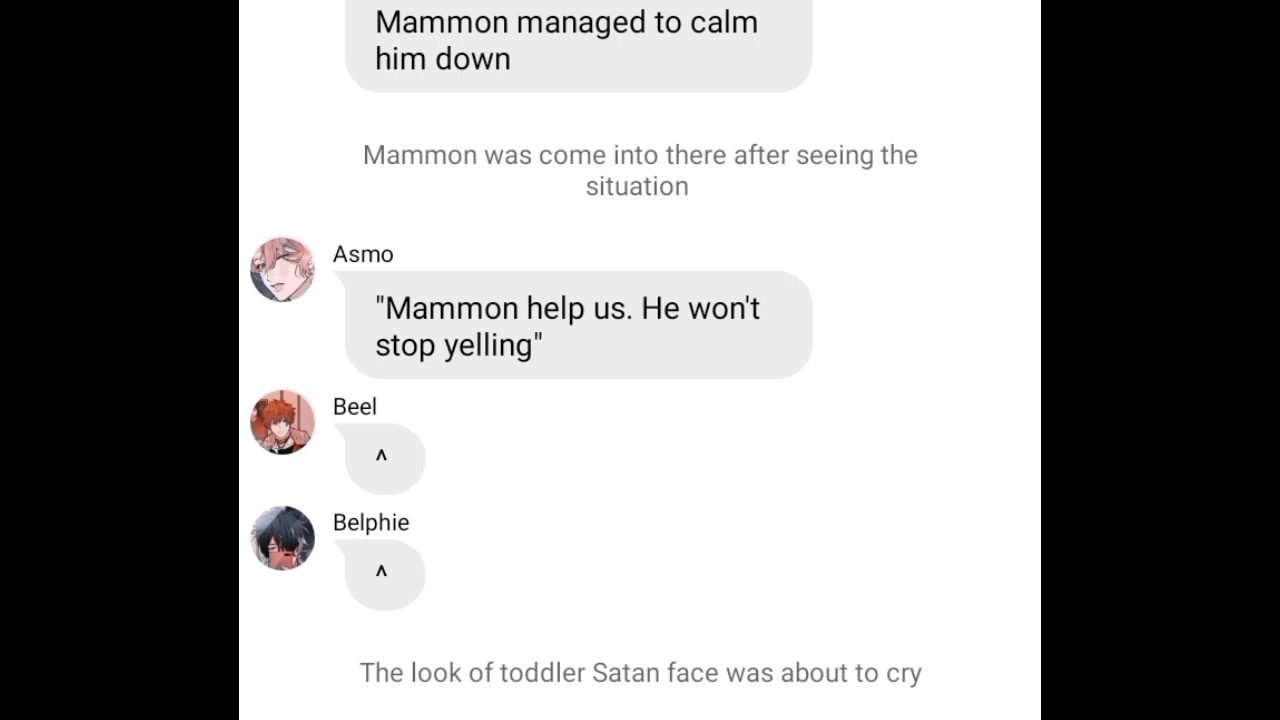 Mammon managed to calm
him down
Mammon was come into there after seeing the
situation
Asmo
"Mammon help us. He won't
stop yelling"
Beel
^
Belphie
^
The look of toddler Satan face was about to cry